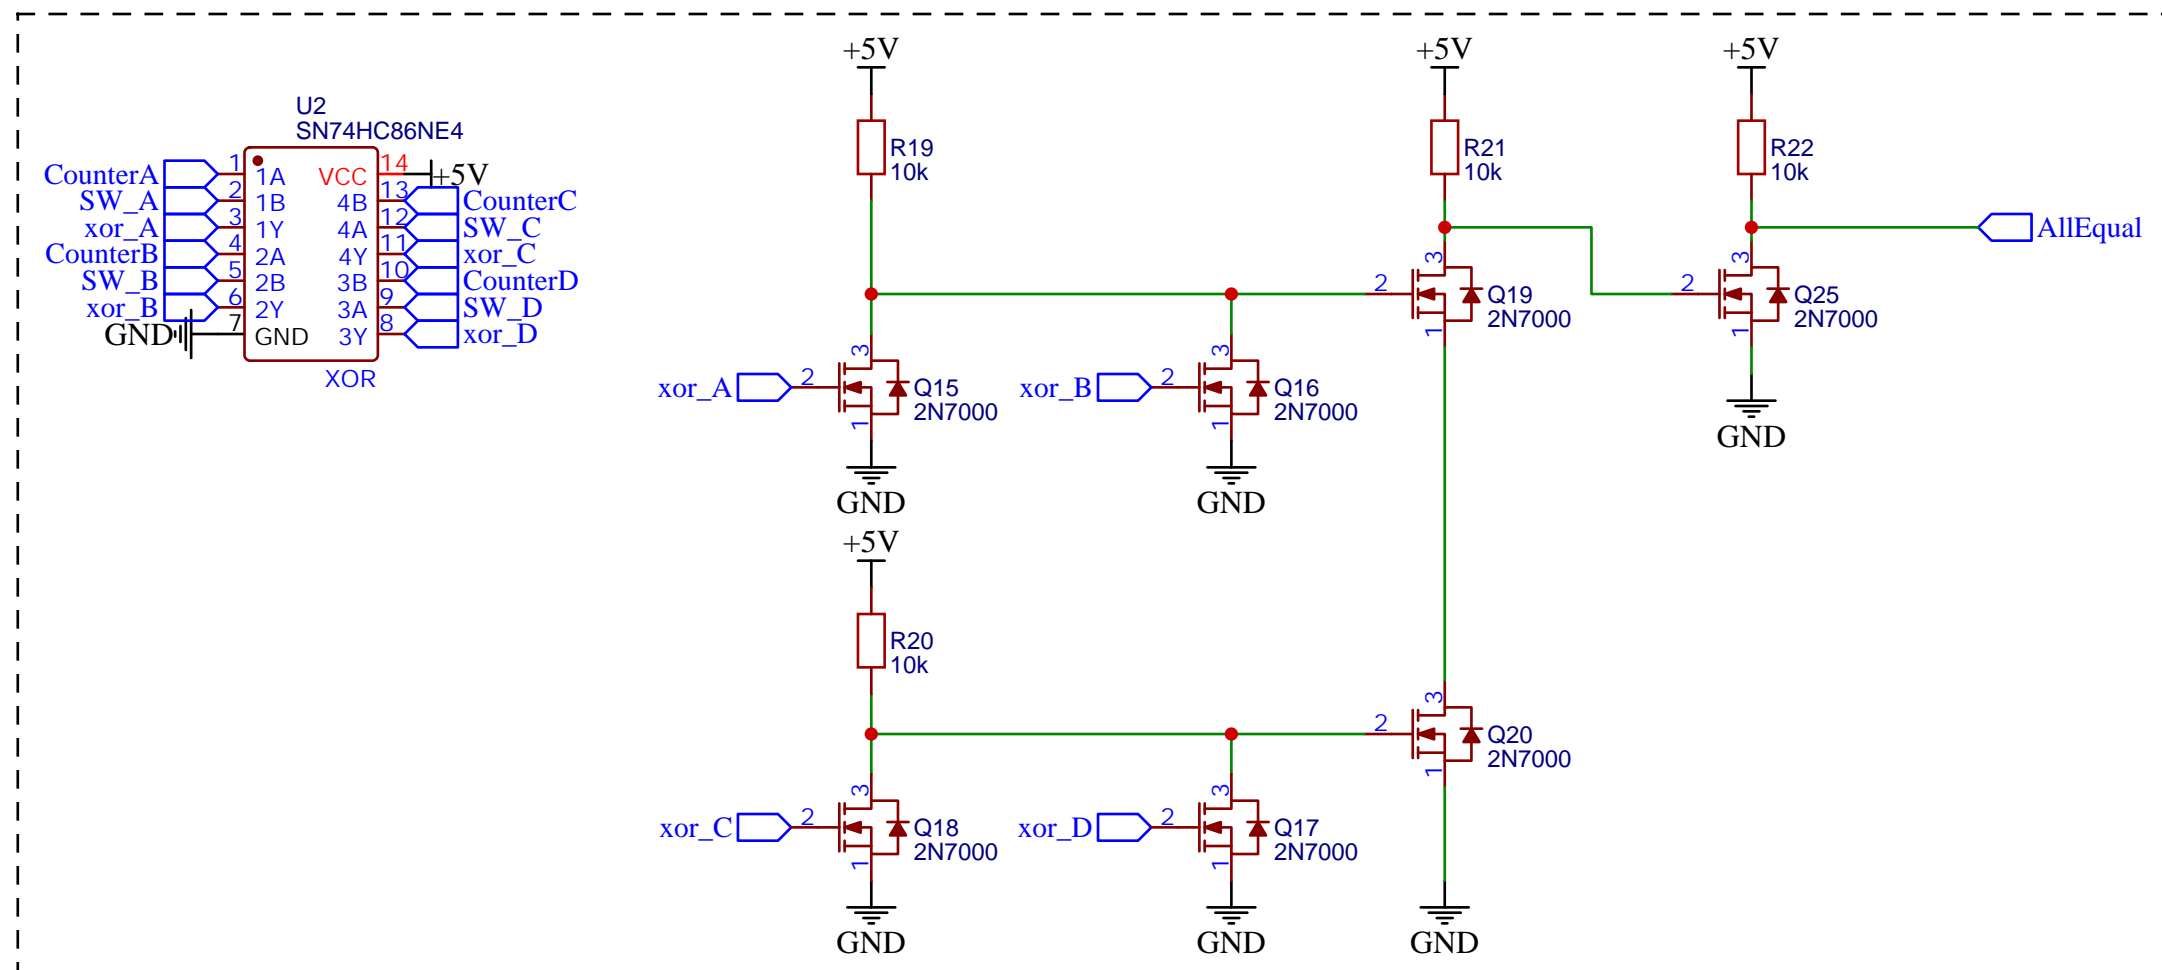 +5V
+5V
+5V
U2
SN74HC86NE4
R19
10k
R21
10k
R22
10k
CounterA 1 1A VCC 14 +5V
SW_A 2 1B 4B 13 CounterC
xor_A 3 1Y 4A 12 SW_C
CounterB 4 2A 4Y 11 xor_C
SW_B 5 2B 3B 10 CounterD
xor_B 6 2Y 3A 9 SW_D
GND 7 GND 3Y 8 xor_D
XOR
AllEqual
2 3 1 Q19
2N7000
2 3 1 Q25
2N7000
GND
xor_A 2 3 1 Q15
2N7000
GND
xor_B 2 3 1 Q16
2N7000
GND
+5V
R20
10k
2 3 1 Q20
2N7000
GND
xor_C 2 3 1 Q18
2N7000
GND
xor_D 2 3 1 Q17
2N7000
GND